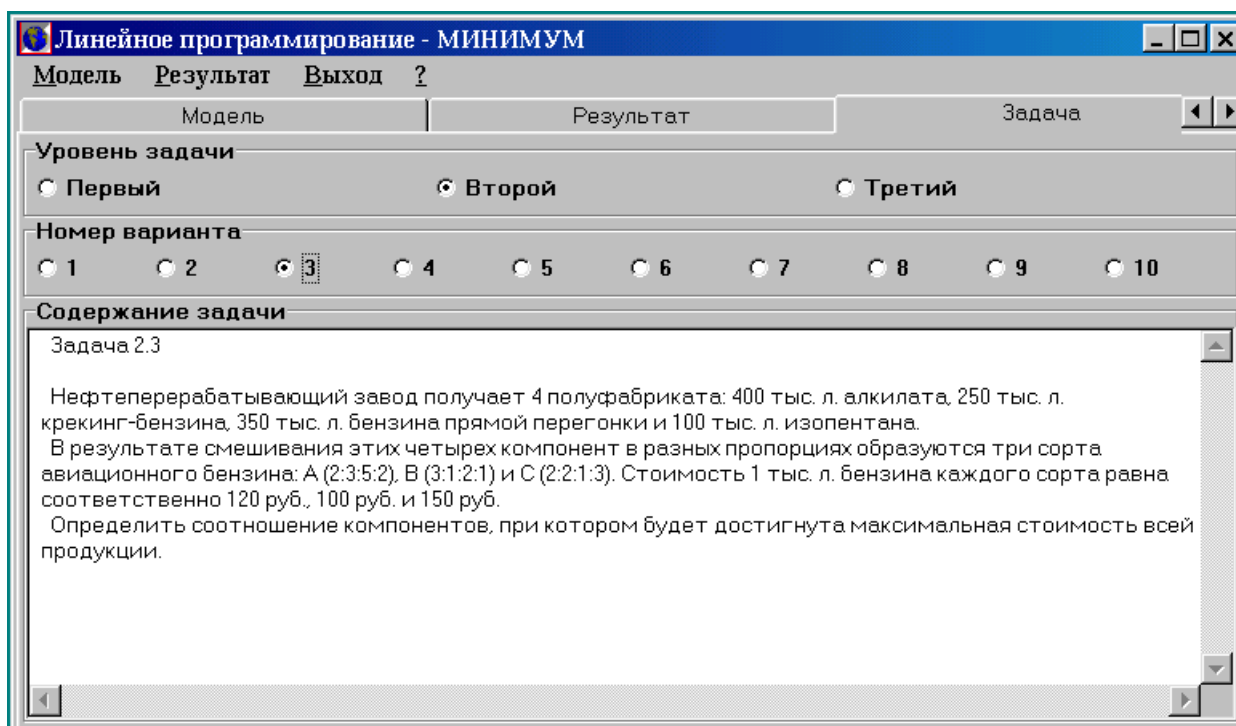 Линейное программирование - МИНИМУМ
Модель Результат Выход ?
Модель Результат Задача
Уровень задачи
Первый Второй Третий
Номер варианта
1 2 3 4 5 6 7 8 9 10
Содержание задачи
Задача 2.3
Нефтеперерабатывающий завод получает 4 полуфабриката: 400 тыс. л. алкилата, 250 тыс. л.
крекинг-бензина, 350 тыс. л. бензина прямой перегонки и 100 тыс. л. изопентана.
В результате смешивания этих четырех компонент в разных пропорциях образуются три сорта
авиационного бензина: А (2:3:5:2), В (3:1:2:1) и С (2:2:1:3). Стоимость 1 тыс. л. бензина каждого сорта равна
соответственно 120 руб., 100 руб. и 150 руб.
Определить соотношение компонентов, при котором будет достигнута максимальная стоимость всей
продукции.